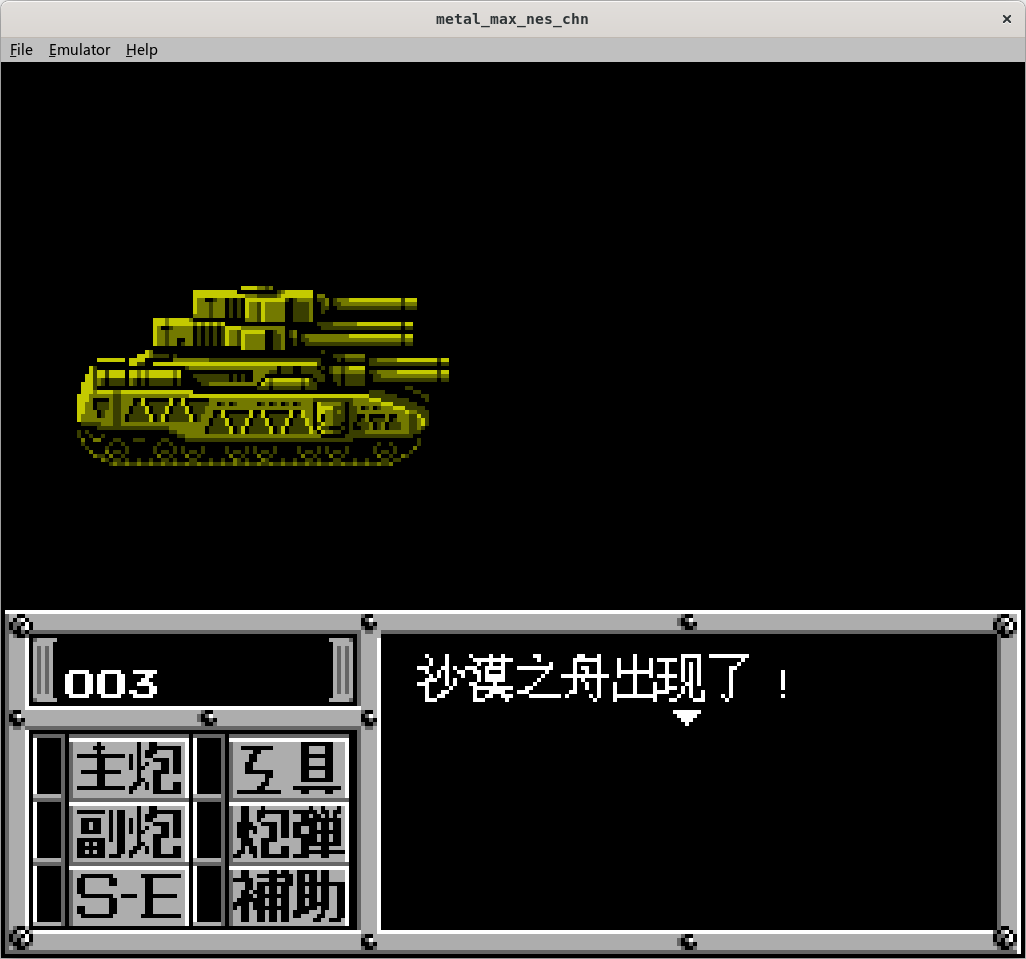 metal_max_nes_chn
File Emulator Help
003
沙漠之舟出现了！
主炮 工具
副炮 炮弹
S-E 補助